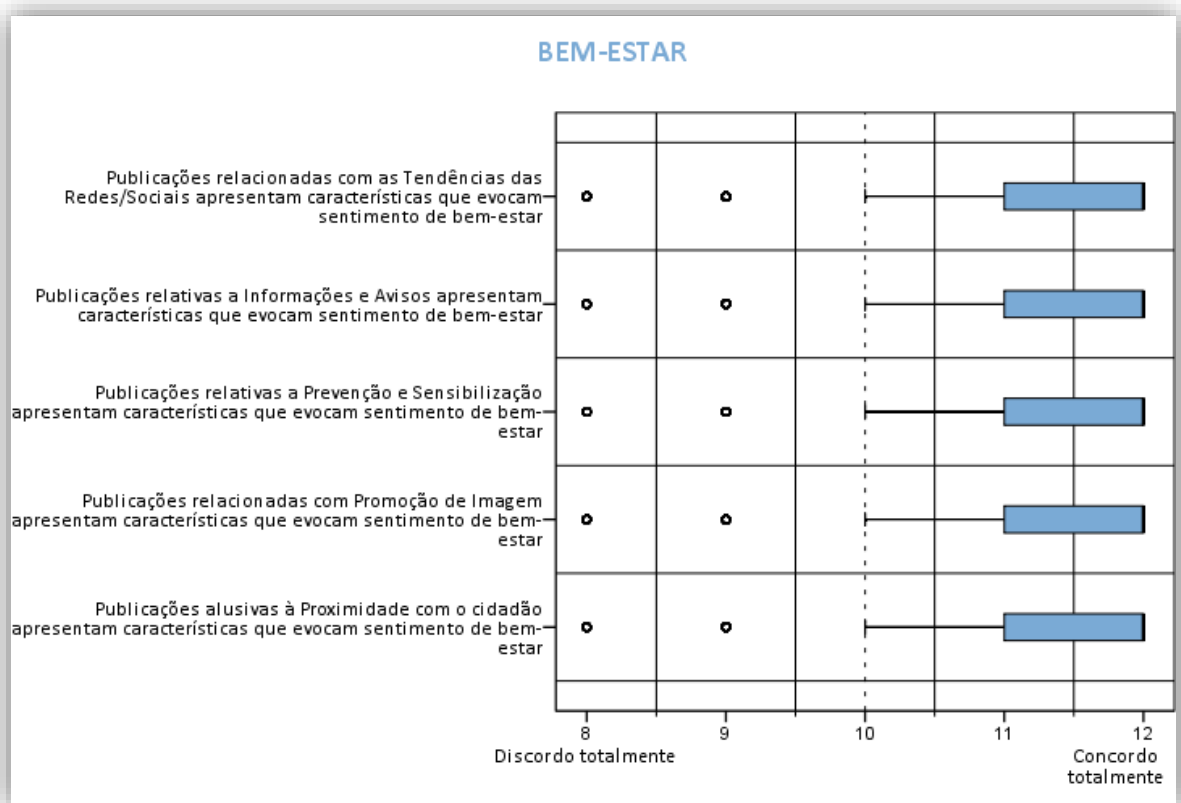 BEM-ESTAR
Publicações relacionadas com as Tendências das
Redes/Sociais apresentam características que evocam
sentimento de bem-estar
Publicações relativas a Informações e Avisos apresentam
características que evocam sentimento de bem-estar
Publicações relativas a Prevenção e Sensibilização
apresentam características que evocam sentimento de bem-
estar
Publicações relacionadas com Promoção de Imagem
apresentam características que evocam sentimento de bem-
estar
Publicações alusivas à Proximidade com o cidadão
apresentam características que evocam sentimento de bem-
estar
8 9 10 11 12
Discordo totalmente
Concordo
totalmente